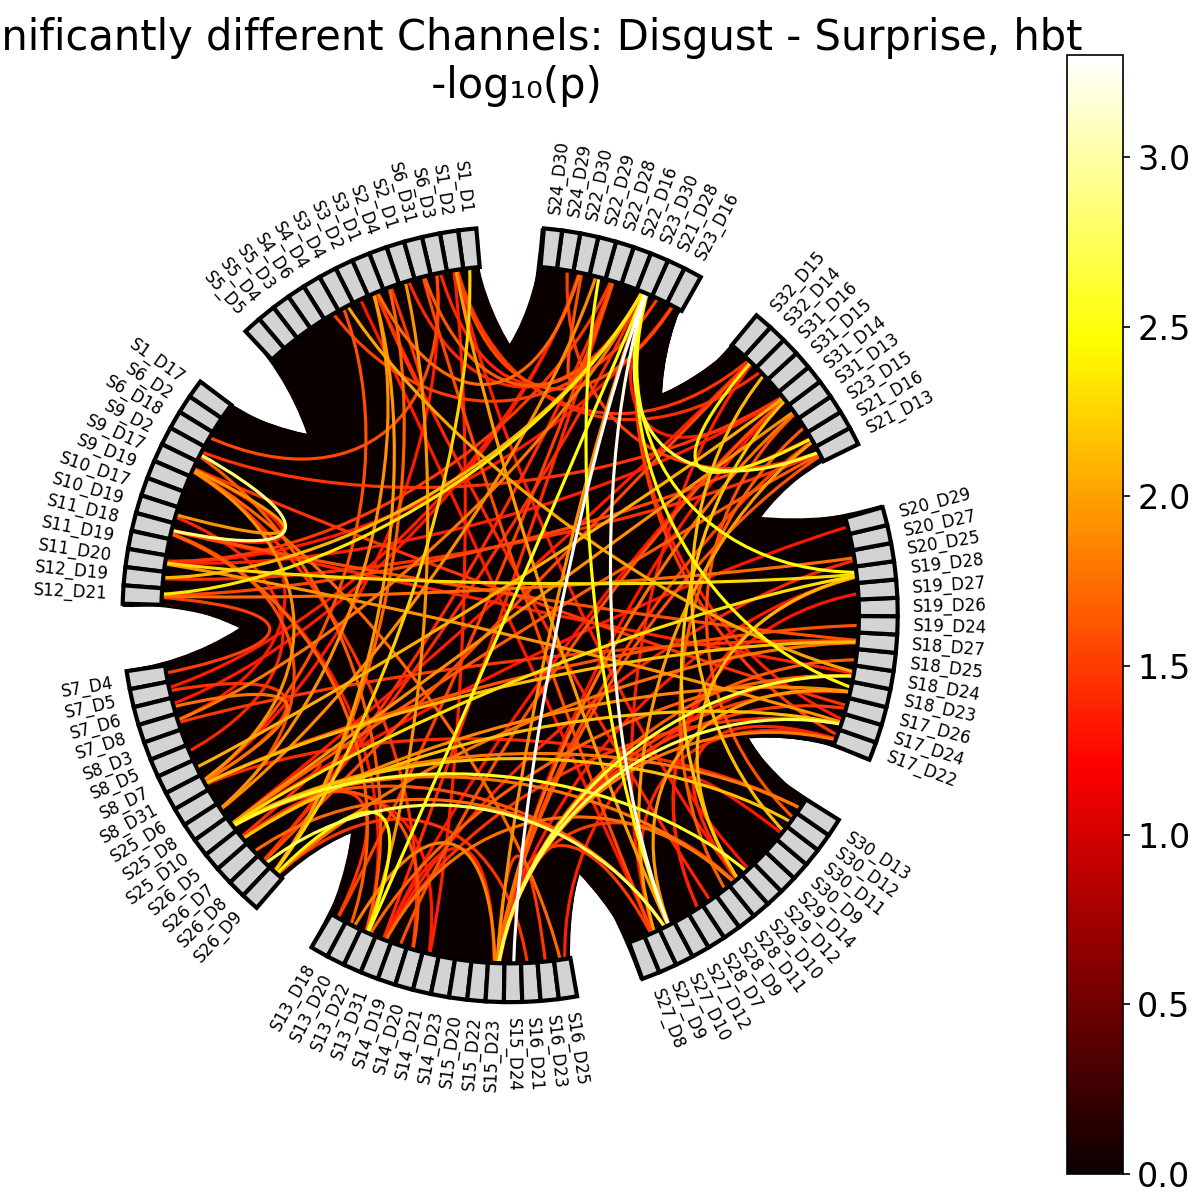 nificantly different Channels: Disgust - Surprise, hbt
-log₁₀(p)
S24_D30
S24_D29
S22_D30
S22_D29
S22_D28
S22_D16
S23_D30
S21_D28
S23_D16
S32_D15
S32_D14
S31_D16
S31_D15
S31_D14
S31_D13
S23_D15
S21_D16
S21_D13
S20_D29
S20_D27
S20_D25
S19_D28
S19_D27
S19_D26
S19_D24
S18_D27
S18_D25
S18_D24
S18_D23
S17_D26
S17_D24
S17_D22
S30_D13
S30_D12
S30_D11
S30_D9
S29_D14
S29_D12
S29_D10
S28_D11
S28_D9
S28_D7
S27_D12
S27_D10
S27_D9
S27_D8
S16_D25
S16_D23
S16_D21
S15_D24
S15_D23
S15_D22
S15_D20
S14_D23
S14_D21
S14_D20
S14_D19
S13_D31
S13_D22
S13_D20
S13_D18
S26_D9
S26_D8
S26_D7
S26_D5
S25_D10
S25_D8
S25_D6
S8_D31
S8_D7
S8_D5
S8_D3
S7_D8
S7_D6
S7_D5
S7_D4
S12_D21
S12_D19
S11_D20
S11_D19
S11_D18
S10_D19
S10_D17
S9_D19
S9_D17
S9_D2
S6_D18
S6_D2
S1_D17
S5_D5
S5_D4
S5_D3
S4_D6
S4_D4
S3_D4
S3_D2
S3_D1
S2_D4
S2_D1
S6_D31
S6_D3
S1_D2
S1_D1
3.0
2.5
2.0
1.5
1.0
0.5
0.0